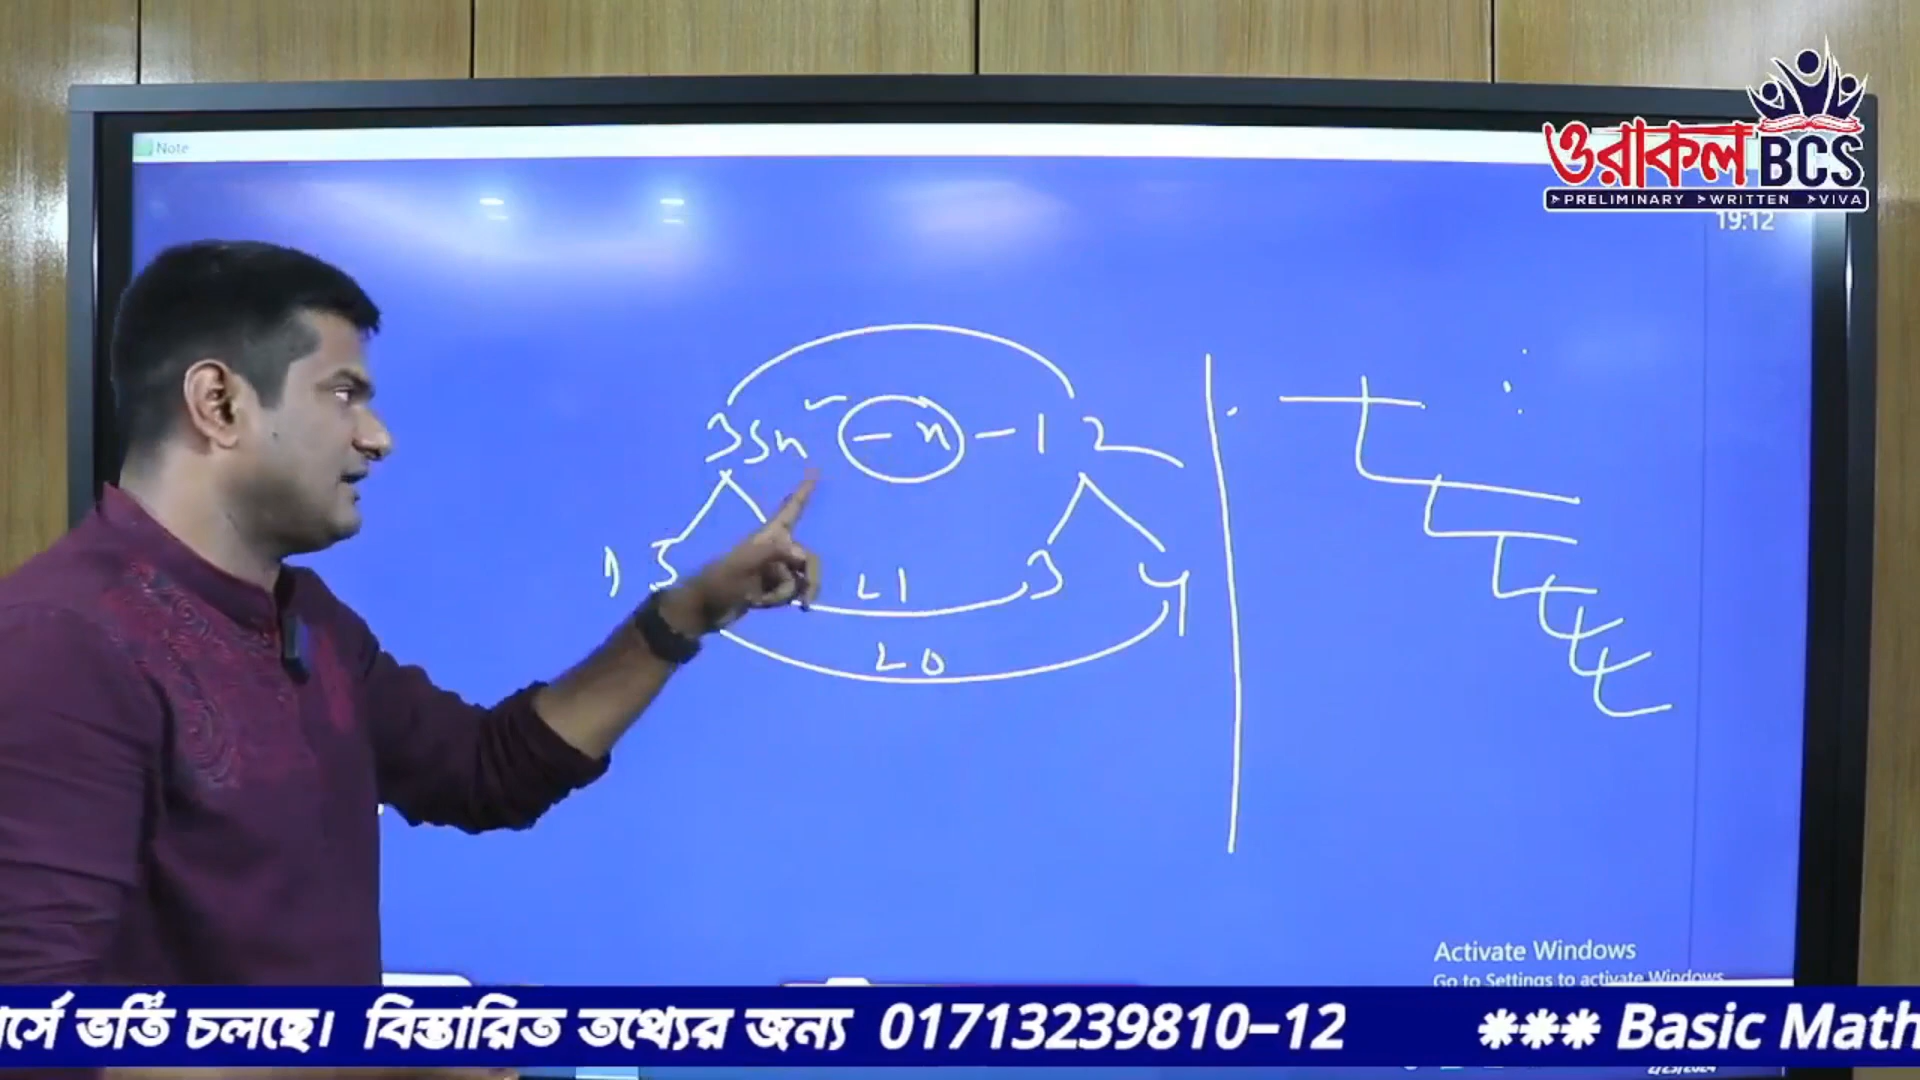 Note
ওরাকল BCS
PRELIMINARY WRITTEN VIVA
19:12
35x² - x - 12
5 21 3 4
20
Activate Windows
Go to Settings to activate Windows
ভর্তি চলছে। বিস্তারিত তথ্যের জন্য 01713239810-12 *** Basic Math